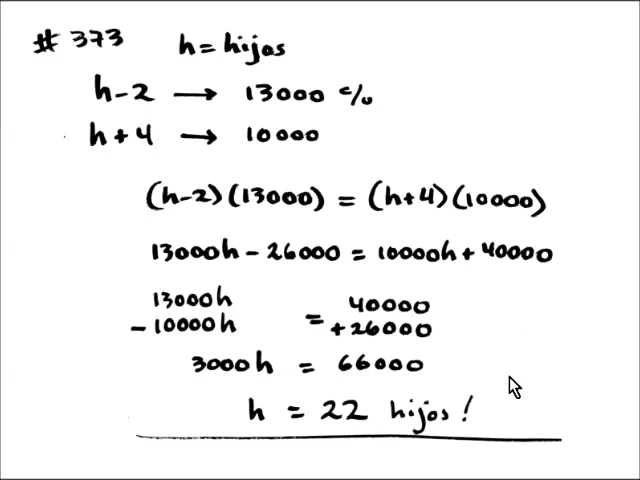 # 373 h = hijos
h - 2 → 13000 c/o
h + 4 → 10000
(h-2)(13000) = (h+4)(10000)
13000h - 26000 = 10000h + 40000
13000h = 40000
- 10000h + 26000
3000h = 66000
h = 22 hijos!